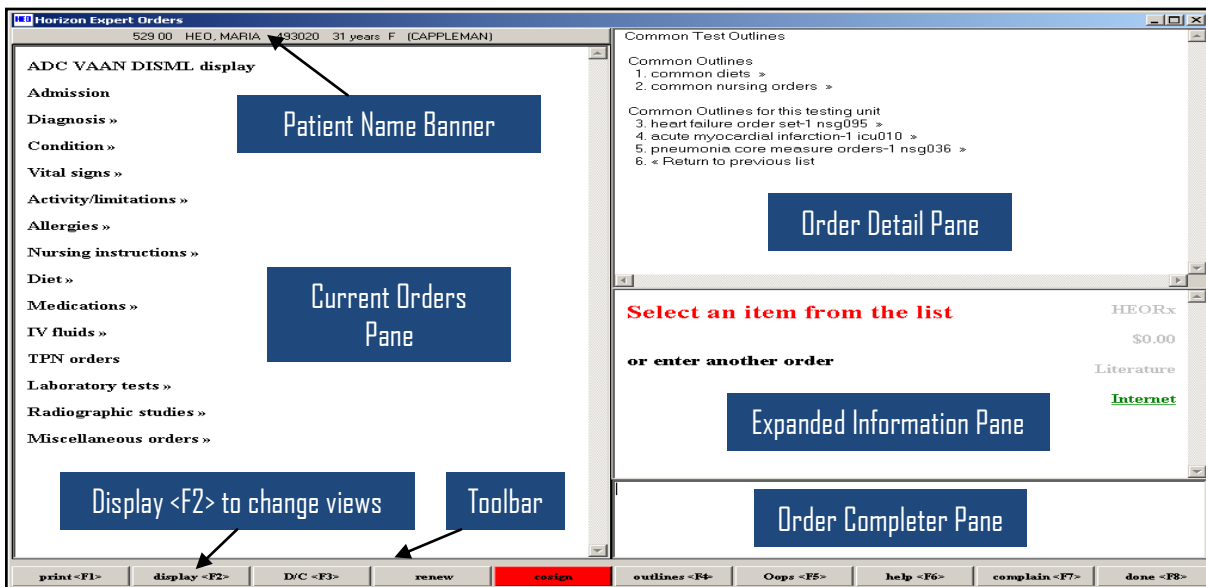 HEO Horizon Expert Orders
529 00 HEO, MARIA 493020 31 years F (CAPPLEMAN)
ADC VAAN DISML display
Admission
Diagnosis »
Condition »
Vital signs »
Activity/limitations »
Allergies »
Nursing instructions »
Diet »
Medications »
IV fluids »
TPN orders
Laboratory tests »
Radiographic studies »
Miscellaneous orders »
Patient Name Banner
Current Orders
Pane
Display <F2> to change views
Toolbar
Common Test Outlines
Common Outlines
1. common diets »
2. common nursing orders »
Common Outlines for this testing unit
3. heart failure order set-1 nsg095 »
4. acute myocardial infarction-1 icu010 »
5. pneumonia core measure orders-1 nsg036 »
6. « Return to previous list
Order Detail Pane
Select an item from the list
or enter another order
HEORx
$0.00
Literature
Internet
Expanded Information Pane
Order Completer Pane
print<F1> display <F2> D/C <F3> renew cosign outlines <F4> Oops <F5> help <F6> complain<F7> done <F8>